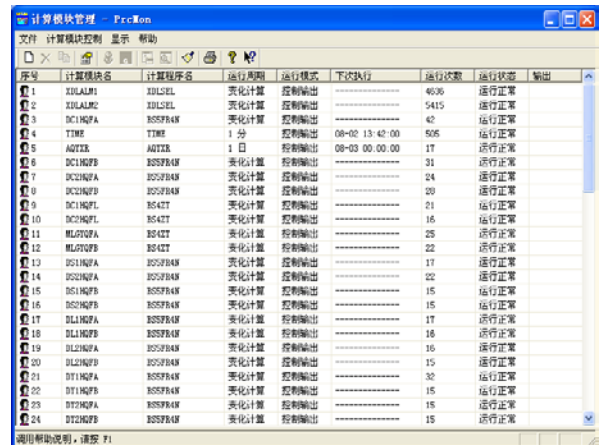 计算模块管理 - PrcMon
文件 计算模块控制 显示 帮助
序号 计算模块名 计算程序名 运行周期 运行模式 下次执行 运行次数 运行状态 输出
1 XDLALM1 XDLSEL 变化计算 控制输出 --------------- 4636 运行正常
2 XDLALM2 XDLSEL 变化计算 控制输出 --------------- 5415 运行正常
3 DC1HQFA BS5FR4N 变化计算 控制输出 --------------- 42 运行正常
4 TIME TIME 1 分 控制输出 08-02 13:42:00 505 运行正常
5 AQTXR AQTXR 1 日 控制输出 08-03 00:00:00 17 运行正常
6 DC1HQFB BS5FR4N 变化计算 控制输出 --------------- 31 运行正常
7 DC2HQFA BS5FR4N 变化计算 控制输出 --------------- 24 运行正常
8 DC2HQFB BS5FR4N 变化计算 控制输出 --------------- 28 运行正常
9 DC1HQFL BS4ZT 变化计算 控制输出 --------------- 21 运行正常
10 DC2HQFL BS4ZT 变化计算 控制输出 --------------- 16 运行正常
11 MLGYQFA BS4ZT 变化计算 控制输出 --------------- 25 运行正常
12 MLGYQFB BS4ZT 变化计算 控制输出 --------------- 22 运行正常
13 DS1HQFA BS5FR4N 变化计算 控制输出 --------------- 17 运行正常
14 DS2HQFA BS5FR4N 变化计算 控制输出 --------------- 22 运行正常
15 DS1HQFB BS5FR4N 变化计算 控制输出 --------------- 15 运行正常
16 DS2HQFB BS5FR4N 变化计算 控制输出 --------------- 15 运行正常
17 DL1HQFA BS5FR4N 变化计算 控制输出 --------------- 17 运行正常
18 DL1HQFB BS5FR4N 变化计算 控制输出 --------------- 16 运行正常
19 DL2HQFA BS5FR4N 变化计算 控制输出 --------------- 16 运行正常
20 DL2HQFB BS5FR4N 变化计算 控制输出 --------------- 15 运行正常
21 DT1HQFA BS5FR4N 变化计算 控制输出 --------------- 32 运行正常
22 DT1HQFB BS5FR4N 变化计算 控制输出 --------------- 15 运行正常
23 DT2HQFA BS5FR4N 变化计算 控制输出 --------------- 15 运行正常
24 DT2HQFB BS5FR4N 变化计算 控制输出 --------------- 15 运行正常
调用帮助说明，请按 F1